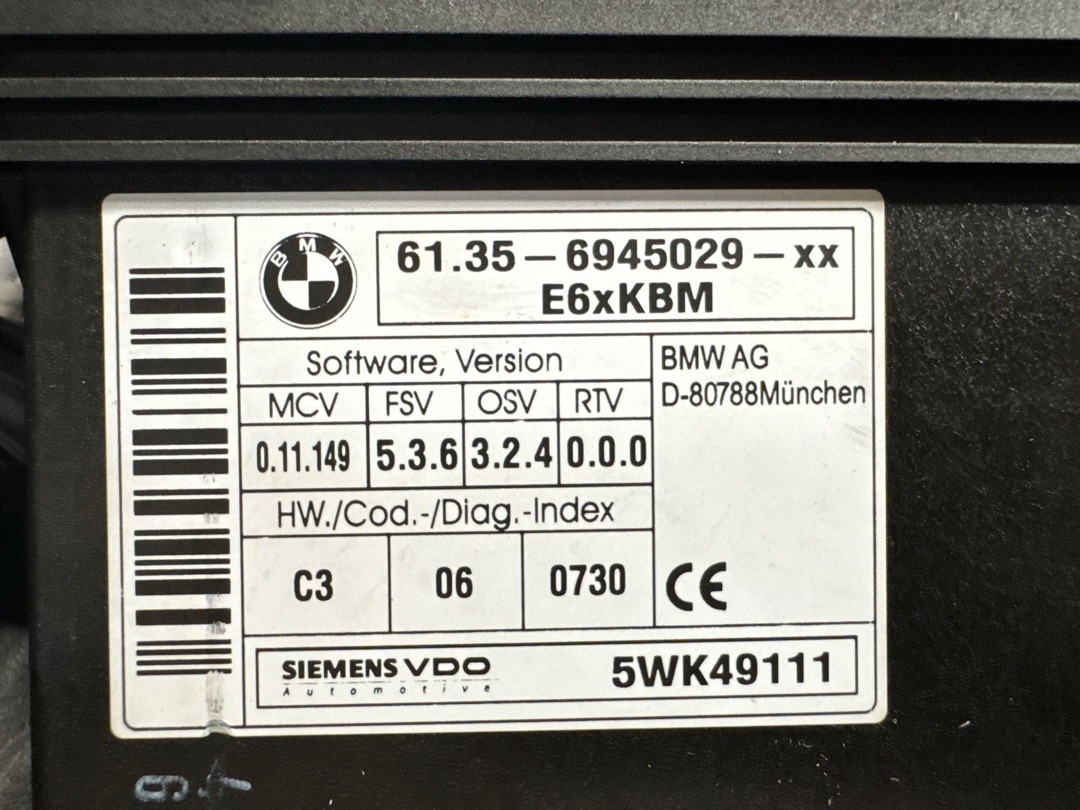 BMW
61.35-6945029-xx
E6xKBM
Software, Version
MCV FSV OSV RTV
0.11.149 5.3.6 3.2.4 0.0.0
HW./Cod.-/Diag.-Index
C3 06 0730
BMW AG
D-80788München
CE
SIEMENS VDO
Automotive
5WK49111